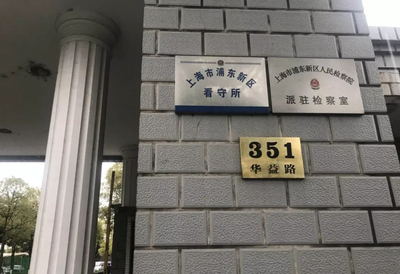 上海市浦东新区
看守所
上海市浦东新区人民检察院
派驻检察室
351
华益路